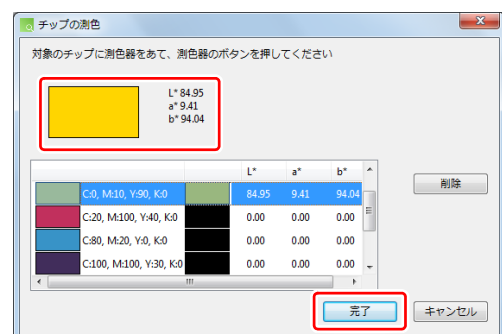 チップの測色
対象のチップに測色器をあて、測色器のボタンを押してください
L* 84.95
a* 9.41
b* 94.04
L* a* b*
C:0, M:10, Y:90, K:0 84.95 9.41 94.04
C:20, M:100, Y:40, K:0 0.00 0.00 0.00
C:80, M:20, Y:0, K:0 0.00 0.00 0.00
C:100, M:100, Y:30, K:0 0.00 0.00 0.00
削除
完了 キャンセル